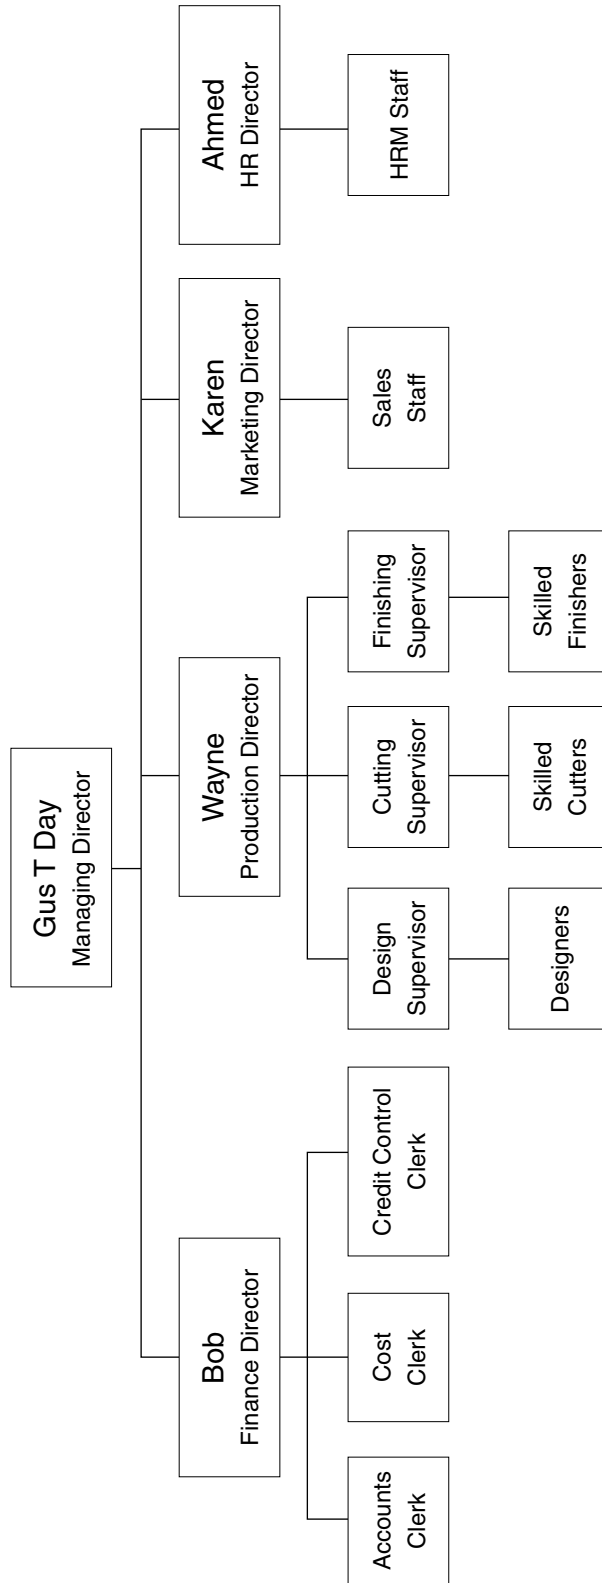 Gus T Day
Managing Director
Bob
Finance Director
Wayne
Production Director
Karen
Marketing Director
Ahmed
HR Director
Accounts
Clerk
Cost
Clerk
Credit Control
Clerk
Design
Supervisor
Cutting
Supervisor
Finishing
Supervisor
Sales
Staff
HRM Staff
Designers
Skilled
Cutters
Skilled
Finishers